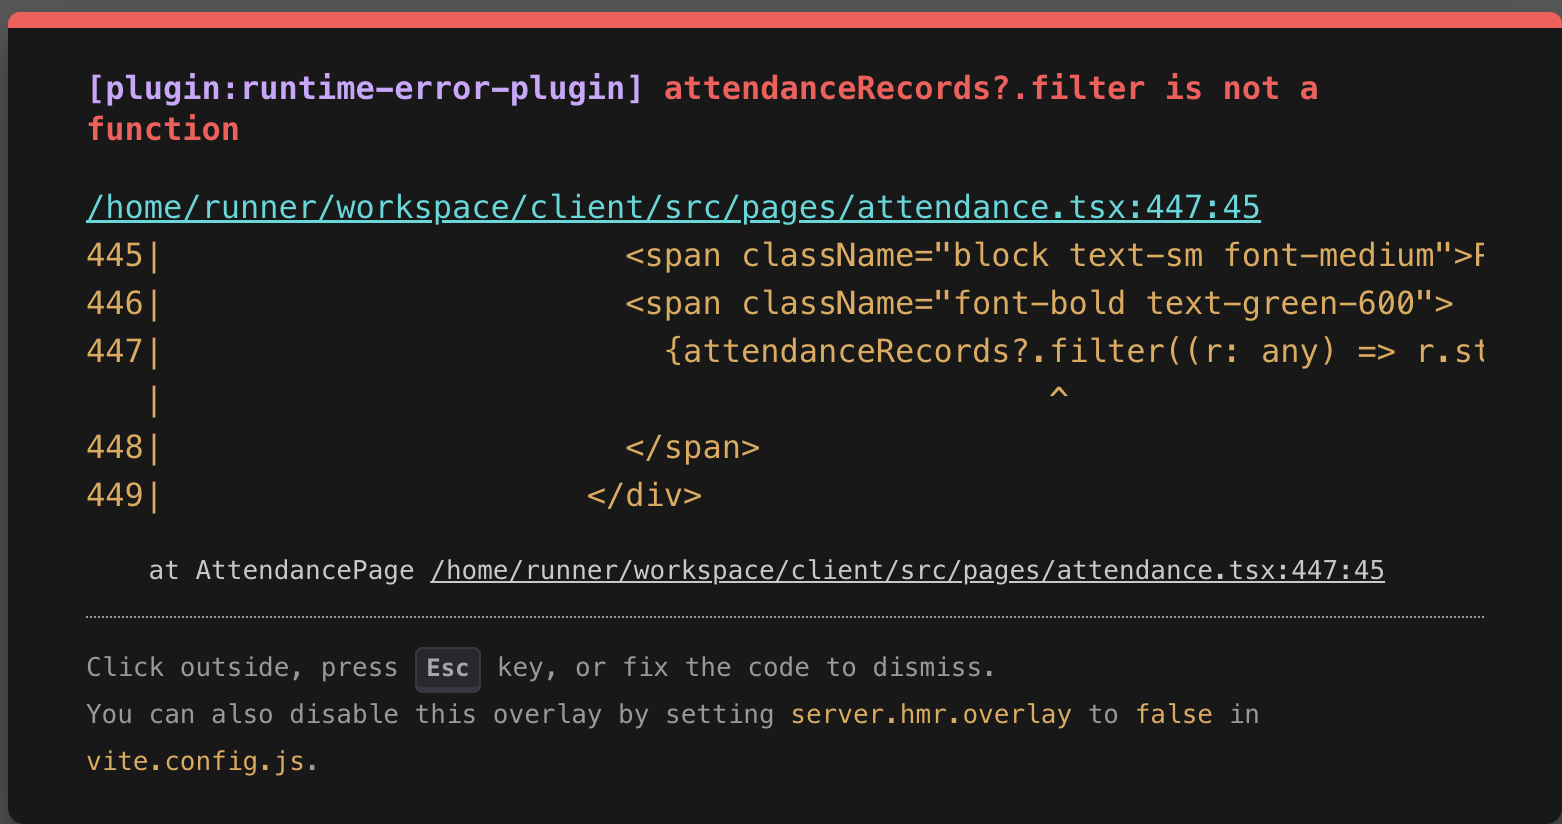 [plugin:runtime-error-plugin] attendanceRecords?.filter is not a
function
/home/runner/workspace/client/src/pages/attendance.tsx:447:45
445|                        <span className="block text-sm font-medium">
446|                        <span className="font-bold text-green-600">
447|                          {attendanceRecords?.filter((r: any) => r.st
   |                                              ^
448|                        </span>
449|                      </div>
at AttendancePage /home/runner/workspace/client/src/pages/attendance.tsx:447:45
Click outside, press Esc key, or fix the code to dismiss.
You can also disable this overlay by setting server.hmr.overlay to false in
vite.config.js.